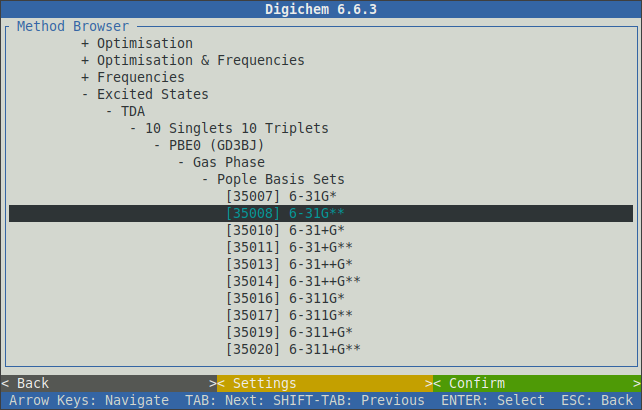 Digichem 6.6.3
Method Browser
+ Optimisation
+ Optimisation & Frequencies
+ Frequencies
- Excited States
- TDA
- 10 Singlets 10 Triplets
- PBE0 (GD3BJ)
- Gas Phase
- Pople Basis Sets
[35007] 6-31G*
[35008] 6-31G**
[35010] 6-31+G*
[35011] 6-31+G**
[35013] 6-31++G*
[35014] 6-31++G**
[35016] 6-311G*
[35017] 6-311G**
[35019] 6-311+G*
[35020] 6-311+G**
< Back >< Settings >< Confirm >
Arrow Keys: Navigate TAB: Next: SHIFT-TAB: Previous ENTER: Select ESC: Back